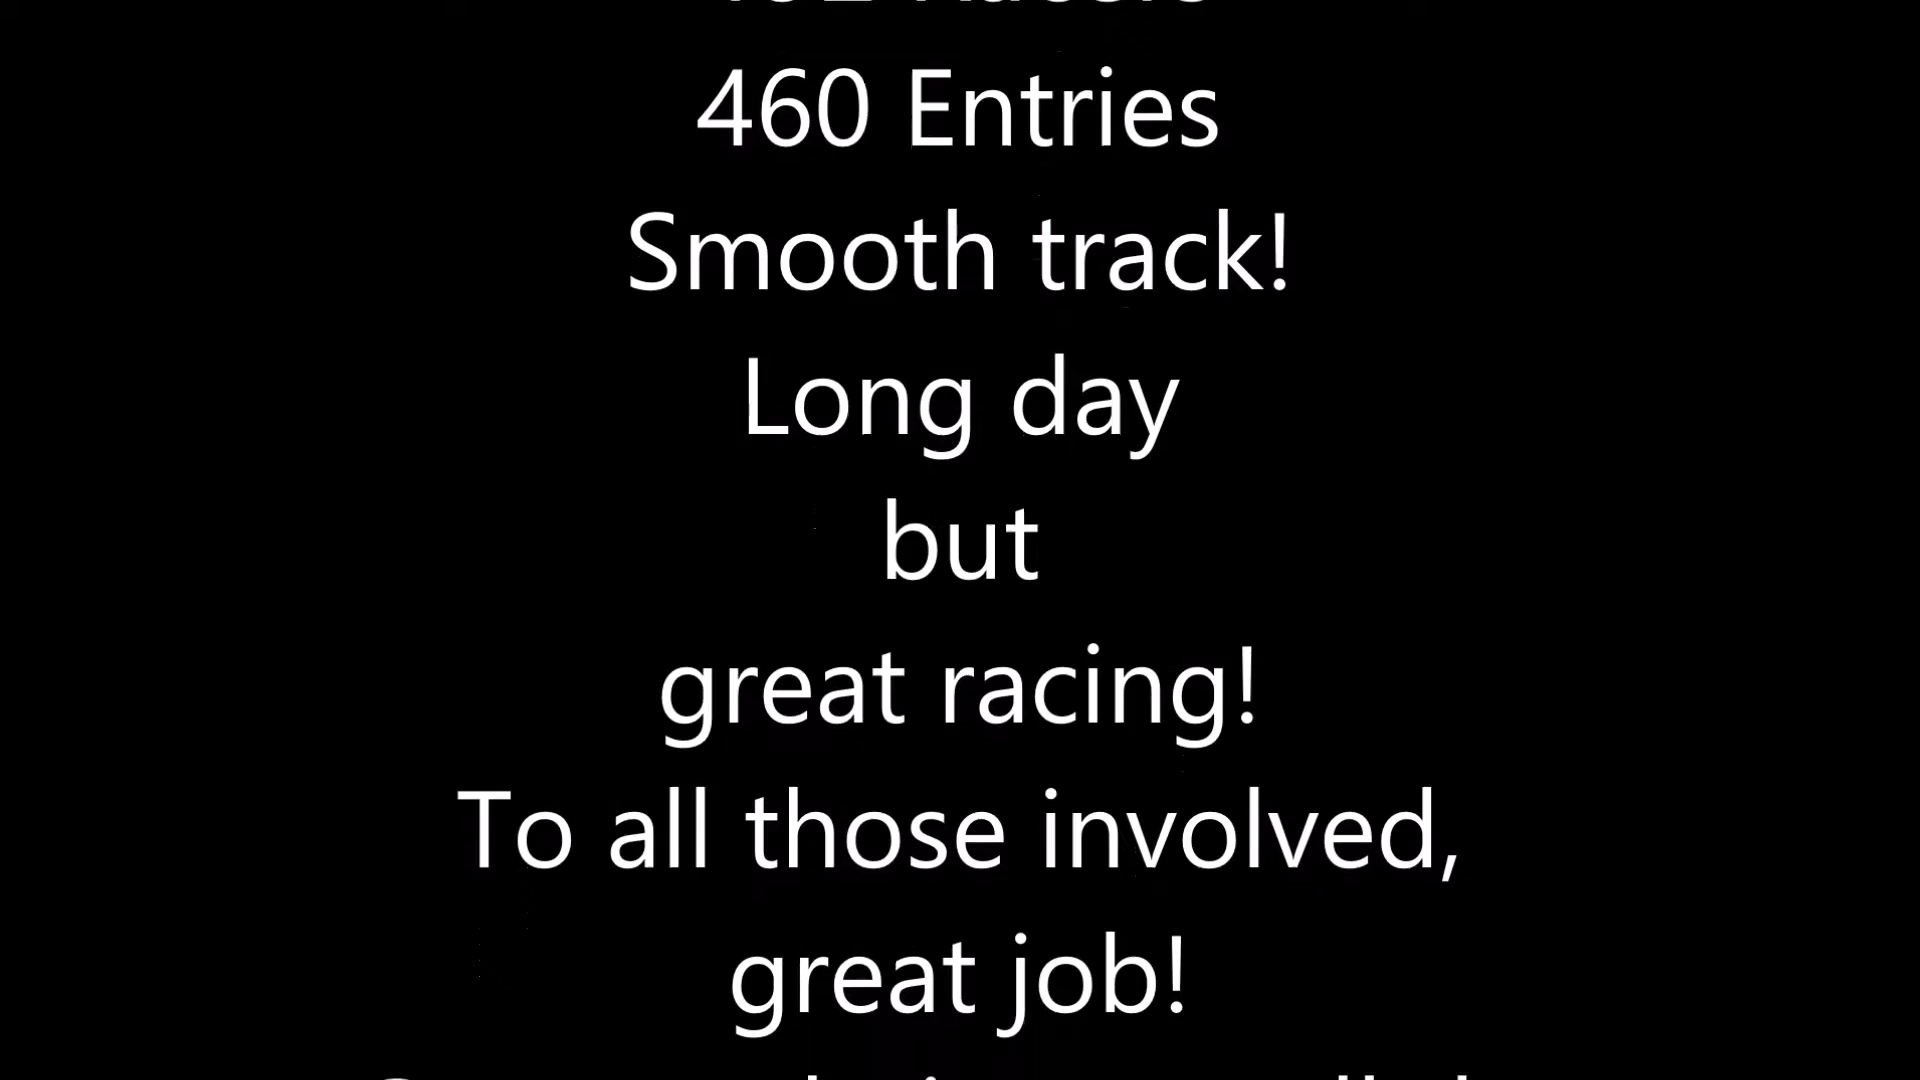 460 Entries
Smooth track!
Long day
but
great racing!
To all those involved,
great job!